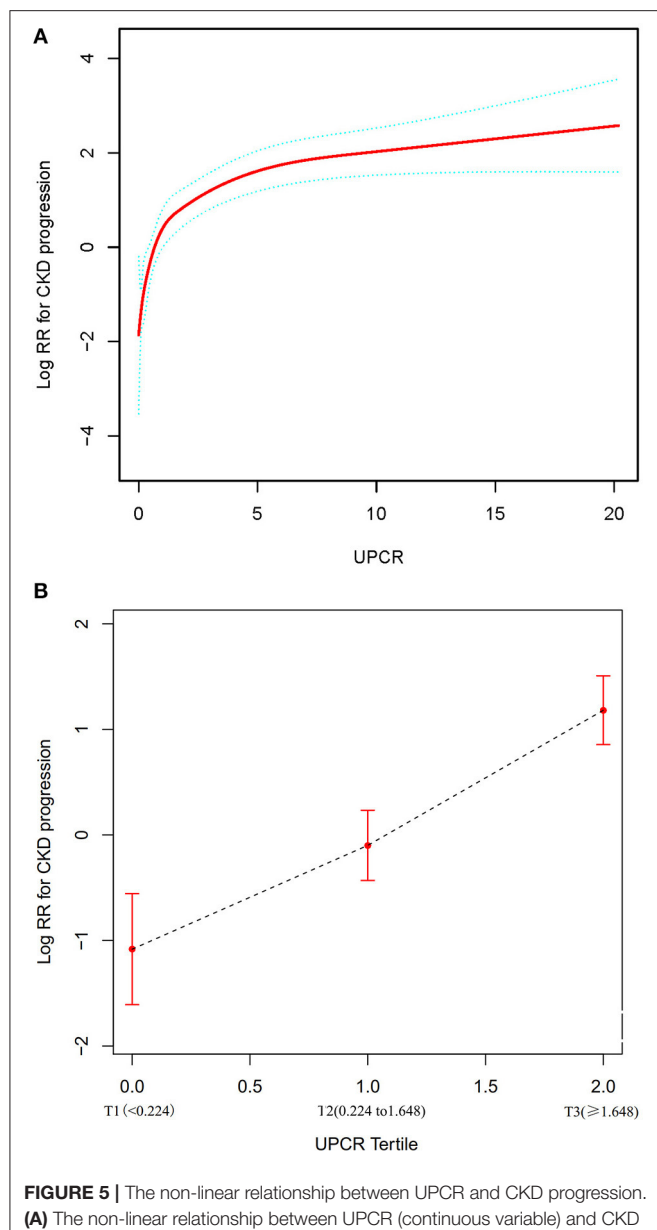 A
4
2
0
−2
−4
Log RR for CKD progression
0 5 10 15 20
UPCR
B
2
1
0
−1
−2
Log RR for CKD progression
0.0 0.5 1.0 1.5 2.0
T1(<0.224) T2(0.224 to1.648) T3(≥1.648)
UPCR Tertile
FIGURE 5 | The non-linear relationship between UPCR and CKD progression.
(A) The non-linear relationship between UPCR (continuous variable) and CKD